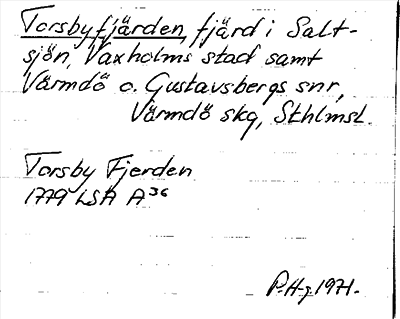 Torsbyfjärden, fjärd i Salt-
sjön, Vaxholms stad samt
Värmdö o. Gustavsbergs snr,
Värmdö skg, Sthlmsl.
Torsby Fjerden
1779 LSA A36
P.H-g. 1971.